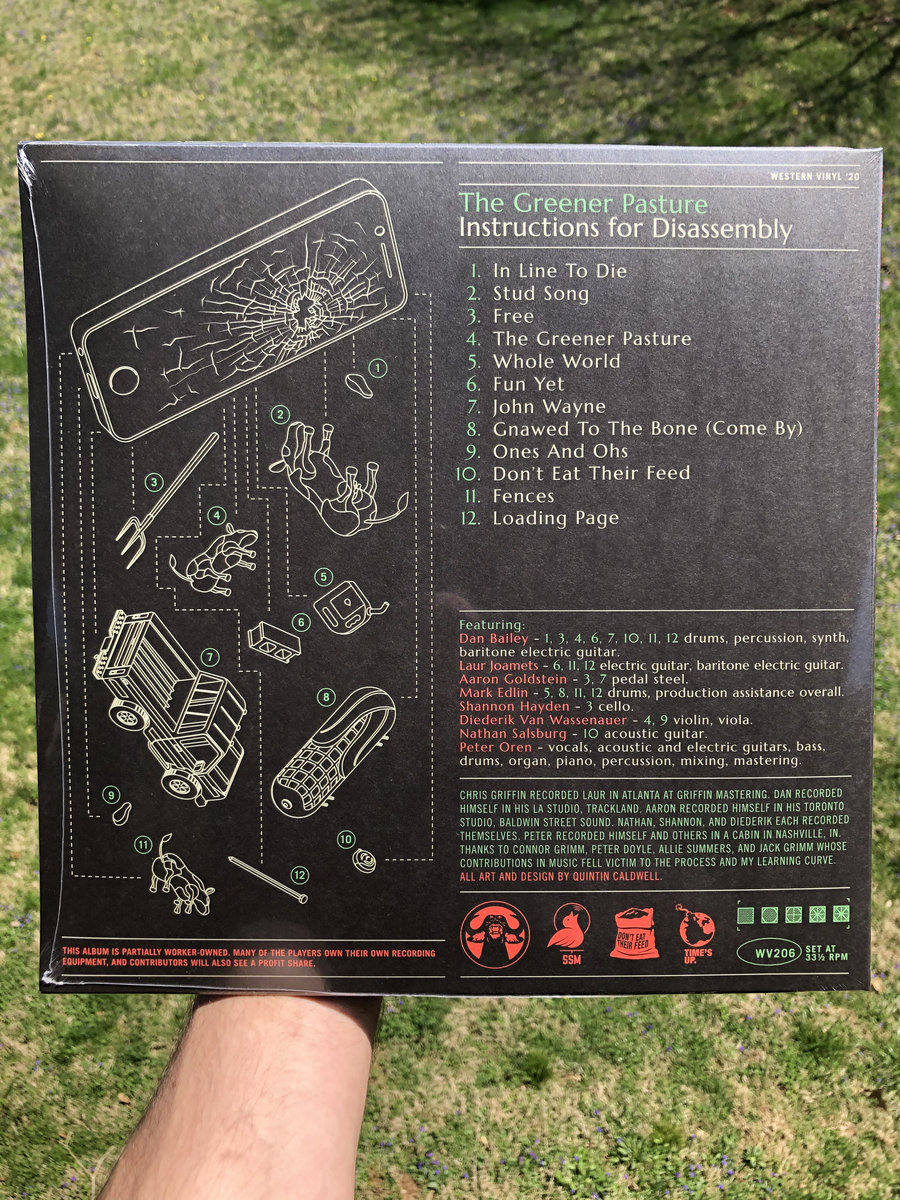 WESTERN VINYL '20
The Greener Pasture
Instructions for Disassembly
1. In Line To Die
2. Stud Song
3. Free
4. The Greener Pasture
5. Whole World
6. Fun Yet
7. John Wayne
8. Gnawed To The Bone (Come By)
9. Ones And Ohs
10. Don't Eat Their Feed
11. Fences
12. Loading Page
1
2
3
4
5
6
7
8
9
10
11
12
Featuring:
Dan Bailey - 1, 3, 4, 6, 7, 10, 11, 12 drums, percussion, synth,
baritone electric guitar.
Laur Joamets - 6, 11, 12 electric guitar, baritone electric guitar.
Aaron Goldstein - 3, 7 pedal steel.
Mark Edlin - 5, 8, 11, 12 drums, production assistance overall.
Shannon Hayden - 3 cello.
Diederik Van Wassenauer - 4, 9 violin, viola.
Nathan Salsburg - 10 acoustic guitar.
Peter Oren - vocals, acoustic and electric guitars, bass,
drums, organ, piano, percussion, mixing, mastering.
CHRIS GRIFFIN RECORDED LAUR IN ATLANTA AT GRIFFIN MASTERING. DAN RECORDED
HIMSELF IN HIS LA STUDIO, TRACKLAND. AARON RECORDED HIMSELF IN HIS TORONTO
STUDIO, BALDWIN STREET SOUND. NATHAN, SHANNON, AND DIEDERIK EACH RECORDED
THEMSELVES. PETER RECORDED HIMSELF AND OTHERS IN A CABIN IN NASHVILLE, IN.
THANKS TO CONNOR GRIMM, PETER DOYLE, ALLIE SUMMERS, AND JACK GRIMM WHOSE
CONTRIBUTIONS IN MUSIC FELL VICTIM TO THE PROCESS AND MY LEARNING CURVE.
ALL ART AND DESIGN BY QUINTIN CALDWELL.
THIS ALBUM IS PARTIALLY WORKER-OWNED. MANY OF THE PLAYERS OWN THEIR OWN RECORDING
EQUIPMENT, AND CONTRIBUTORS WILL ALSO SEE A PROFIT SHARE.
SSM
DON'T EAT
THEIR FEED
TIME'S
UP.
WV206
SET AT
33⅓ RPM